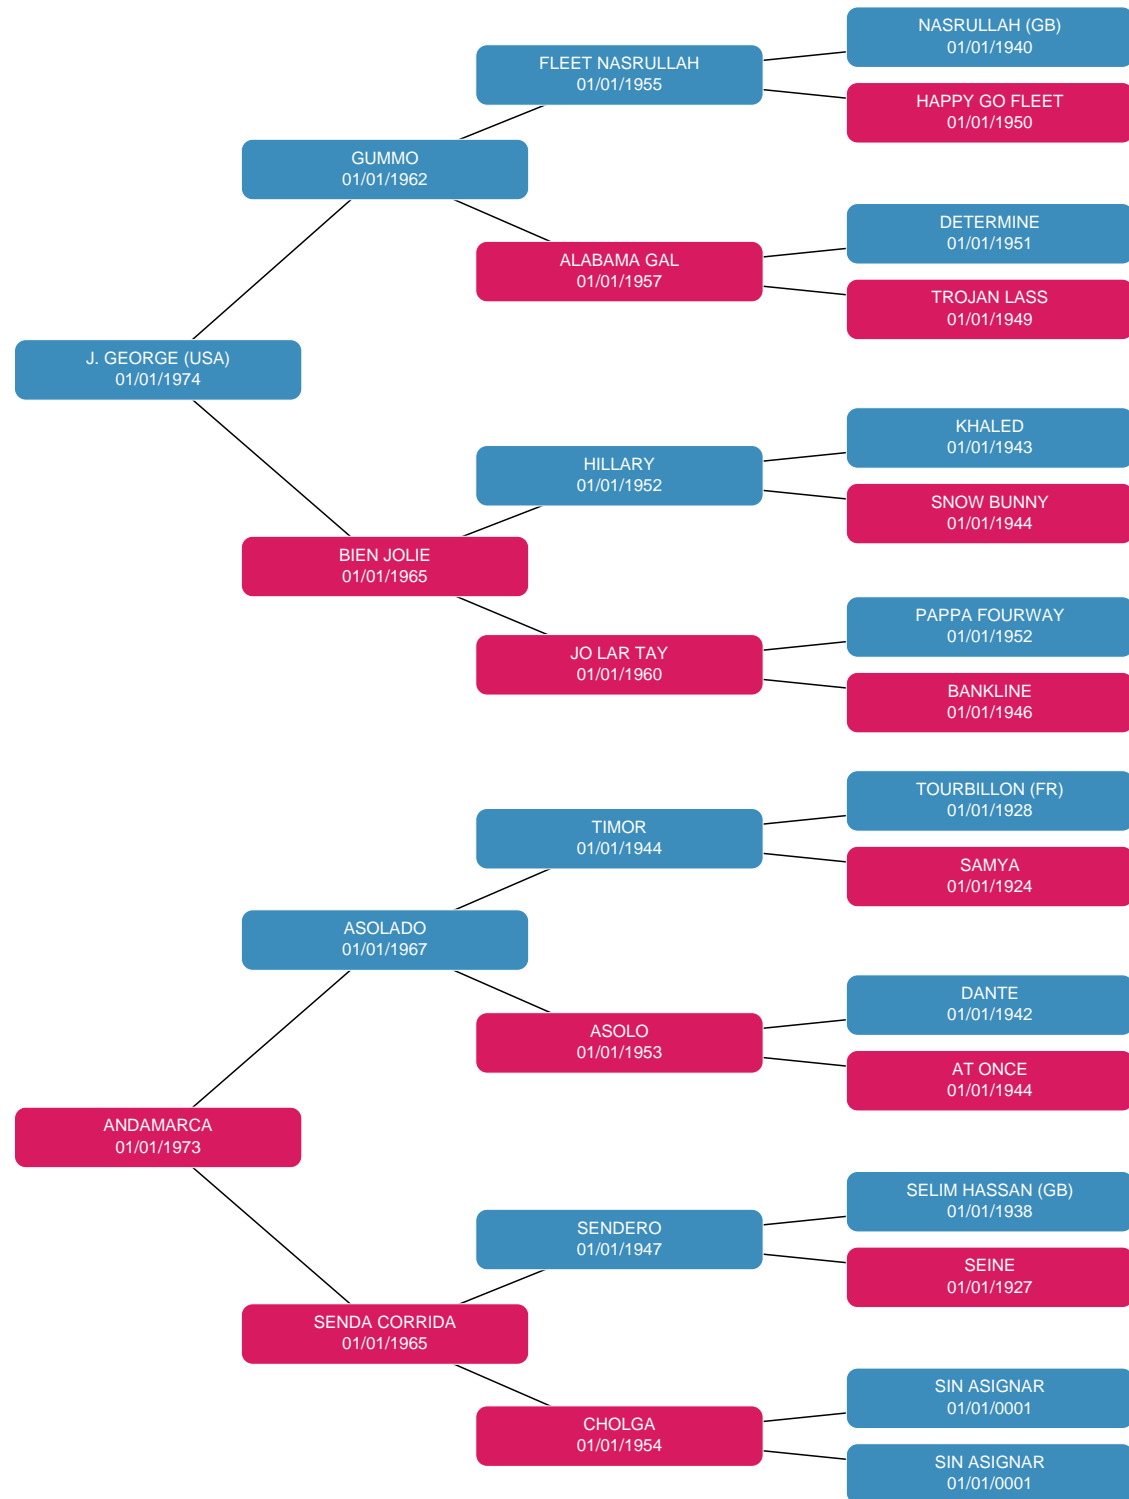 NASRULLAH (GB)
01/01/1940
FLEET NASRULLAH
01/01/1955
HAPPY GO FLEET
01/01/1950
GUMMO
01/01/1962
DETERMINE
01/01/1951
ALABAMA GAL
01/01/1957
TROJAN LASS
01/01/1949
J. GEORGE (USA)
01/01/1974
KHALED
01/01/1943
HILLARY
01/01/1952
SNOW BUNNY
01/01/1944
BIEN JOLIE
01/01/1965
PAPPA FOURWAY
01/01/1952
JO LAR TAY
01/01/1960
BANKLINE
01/01/1946
TOURBILLON (FR)
01/01/1928
TIMOR
01/01/1944
SAMYA
01/01/1924
ASOLADO
01/01/1967
DANTE
01/01/1942
ASOLO
01/01/1953
AT ONCE
01/01/1944
ANDAMARCA
01/01/1973
SELIM HASSAN (GB)
01/01/1938
SENDERO
01/01/1947
SEINE
01/01/1927
SENDA CORRIDA
01/01/1965
SIN ASIGNAR
01/01/0001
CHOLGA
01/01/1954
SIN ASIGNAR
01/01/0001